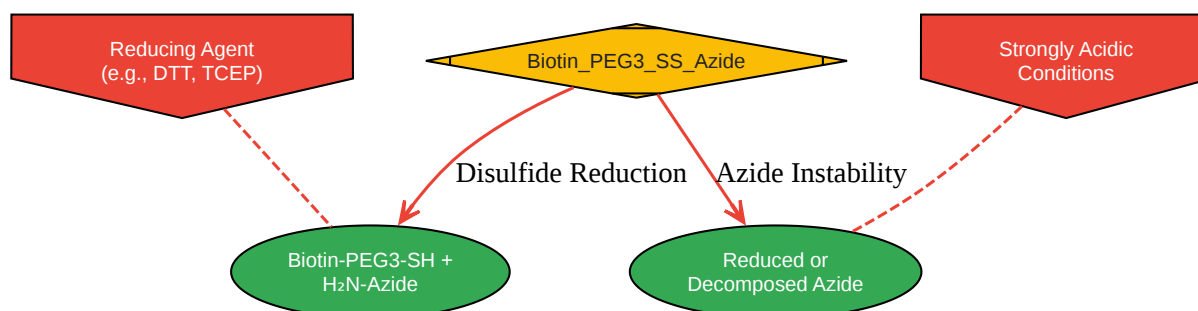 Reducing Agent
(e.g., DTT, TCEP)
Biotin_PEG3_SS_Azide
Strongly Acidic
Conditions
Disulfide Reduction
Azide Instability
Biotin-PEG3-SH +
H₂N-Azide
Reduced or
Decomposed Azide